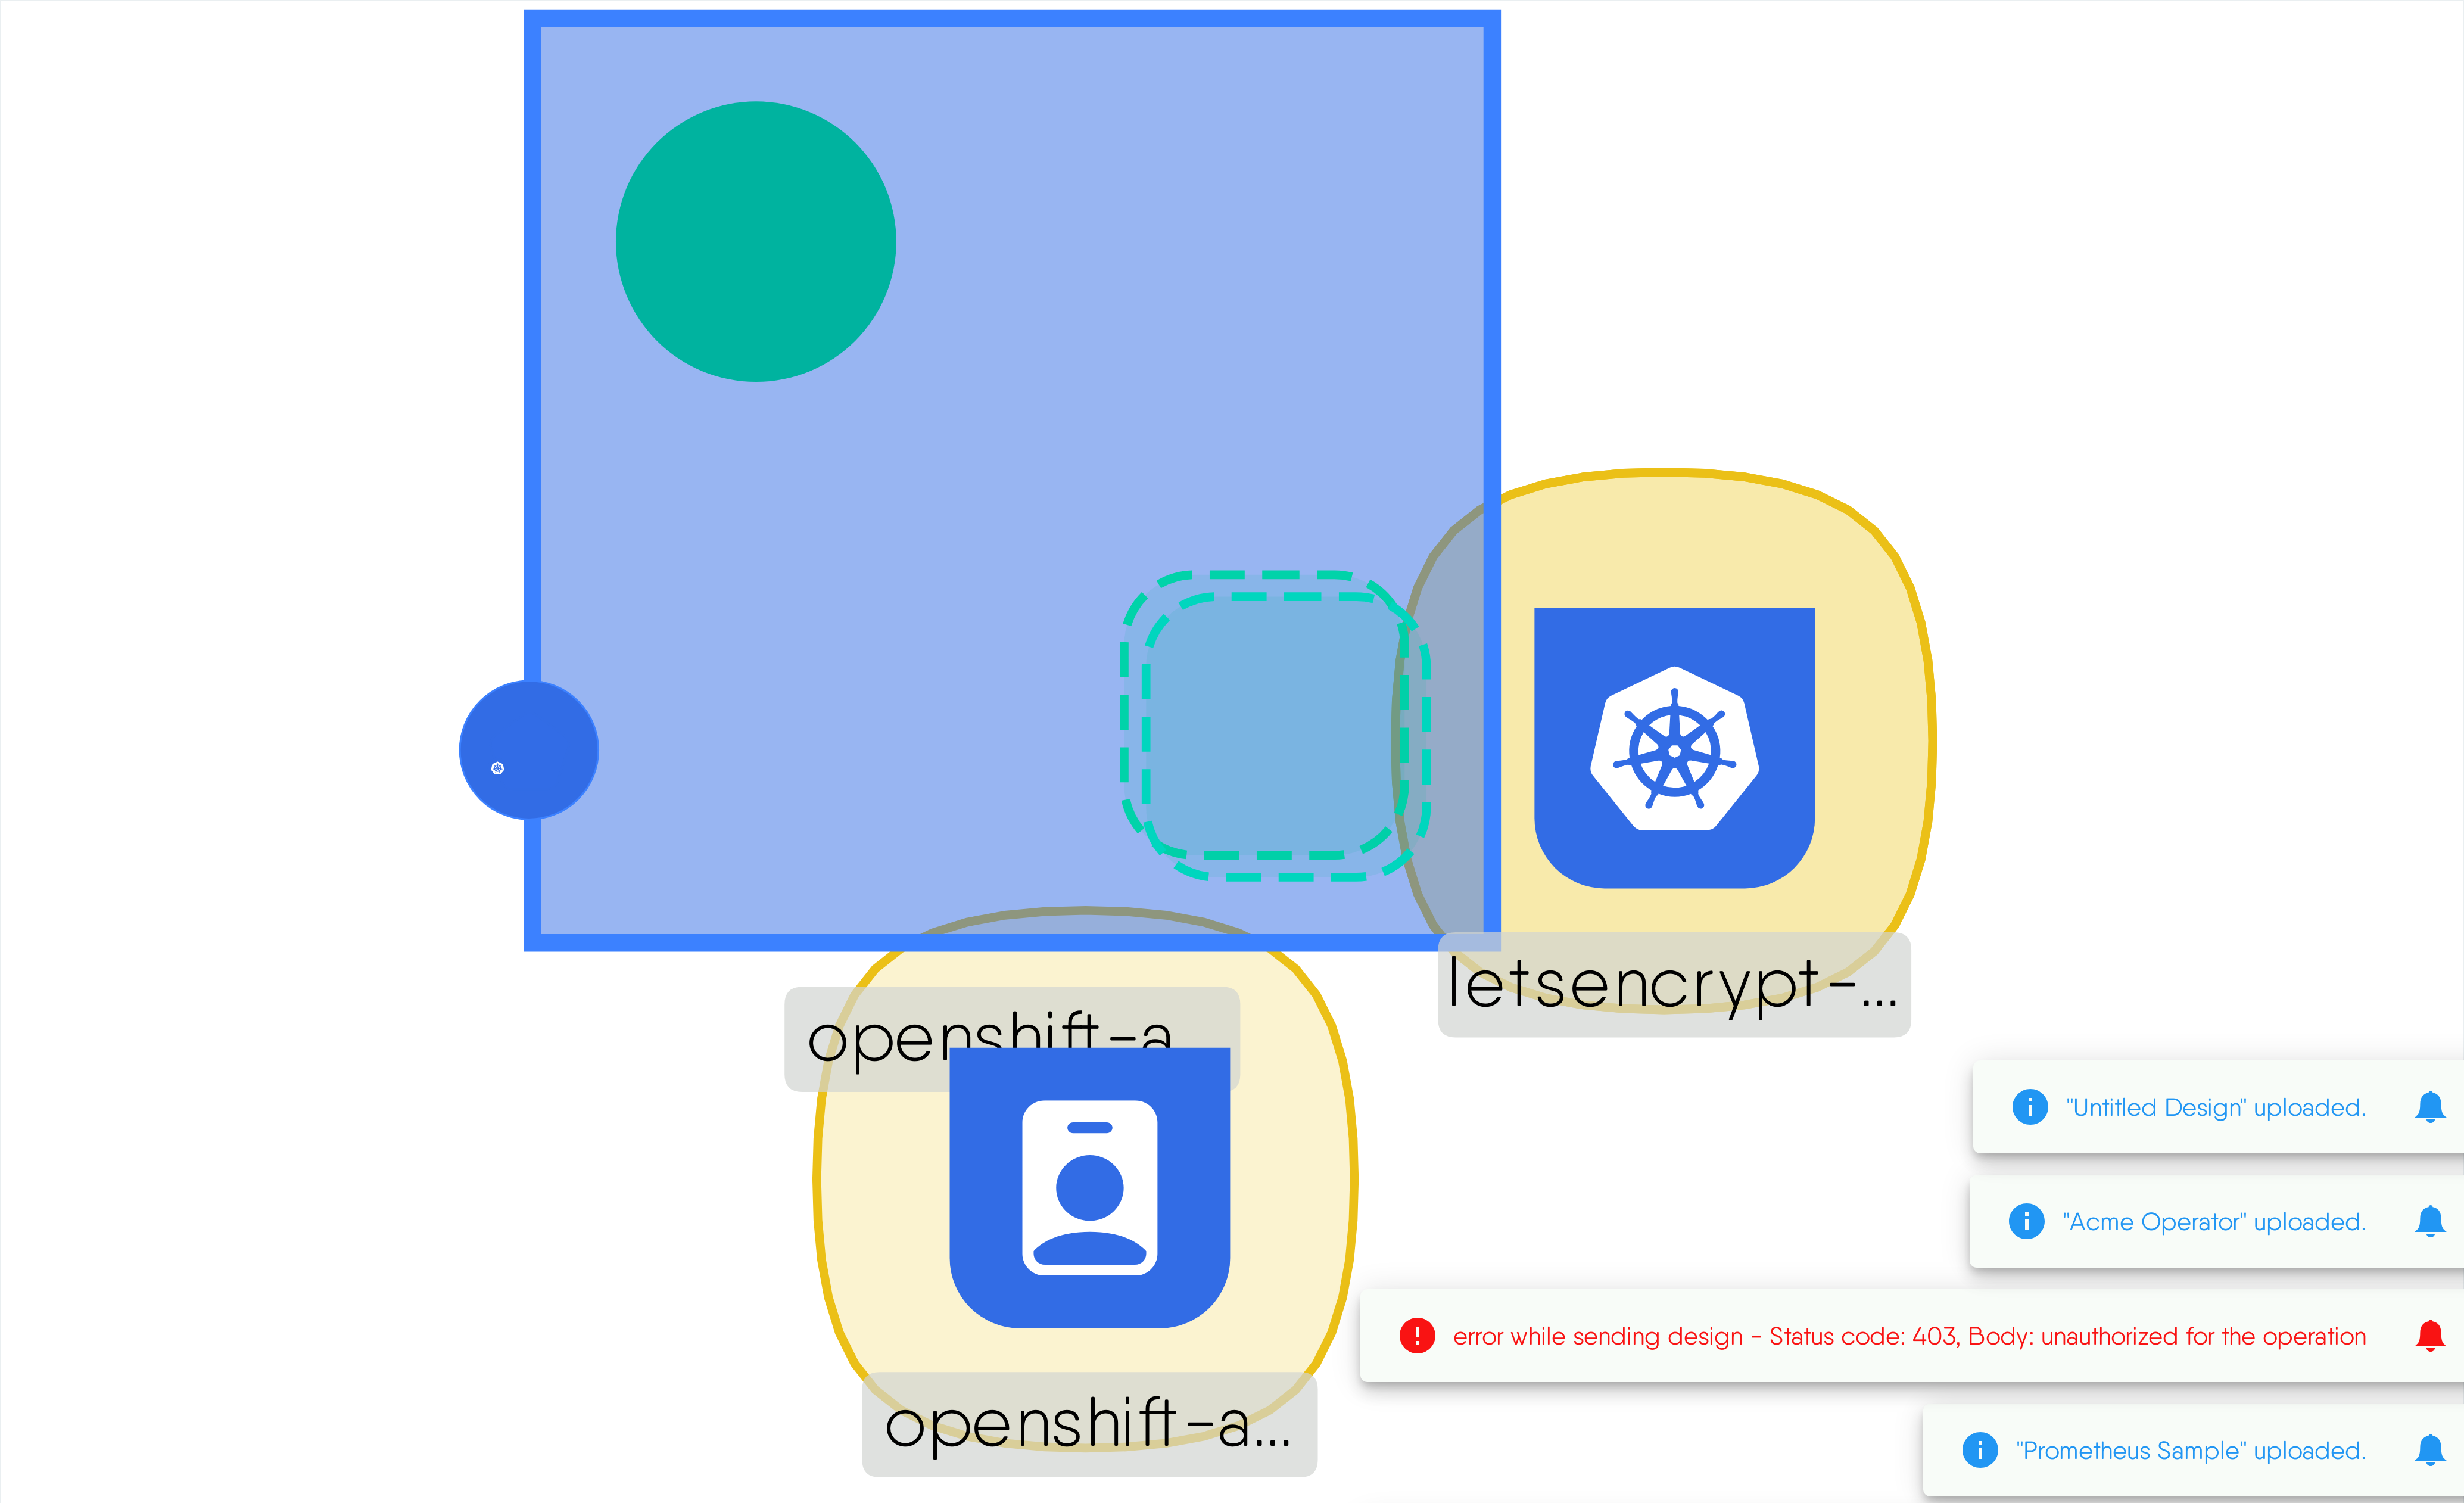 letsencrypt-...
openshift-a
openshift-a...
"Untitled Design" uploaded.
"Acme Operator" uploaded.
error while sending design - Status code: 403, Body: unauthorized for the operation
"Prometheus Sample" uploaded.